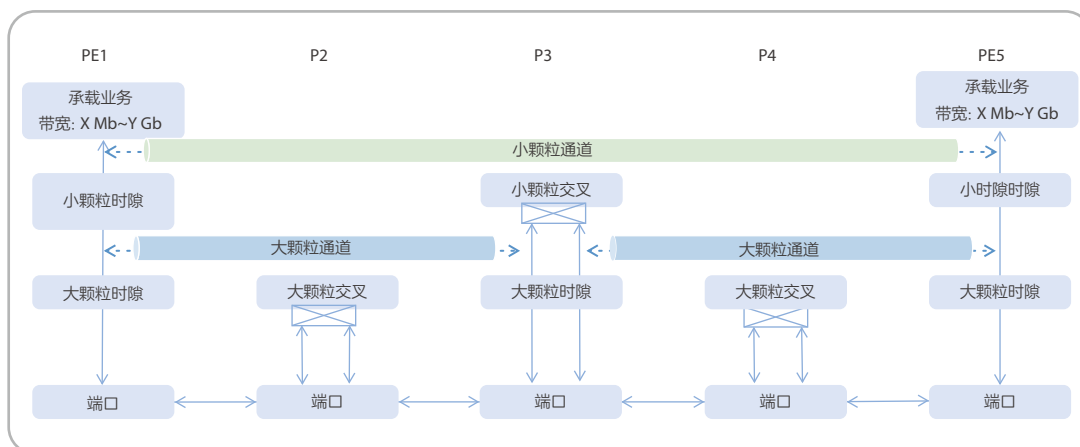 PE1
P2
P3
P4
PE5
承载业务
带宽: X Mb~Y Gb
承载业务
带宽: X Mb~Y Gb
小颗粒通道
小颗粒时隙
小颗粒交叉
小时隙时隙
大颗粒通道
大颗粒通道
大颗粒时隙
大颗粒交叉
大颗粒时隙
大颗粒交叉
大颗粒时隙
端口
端口
端口
端口
端口